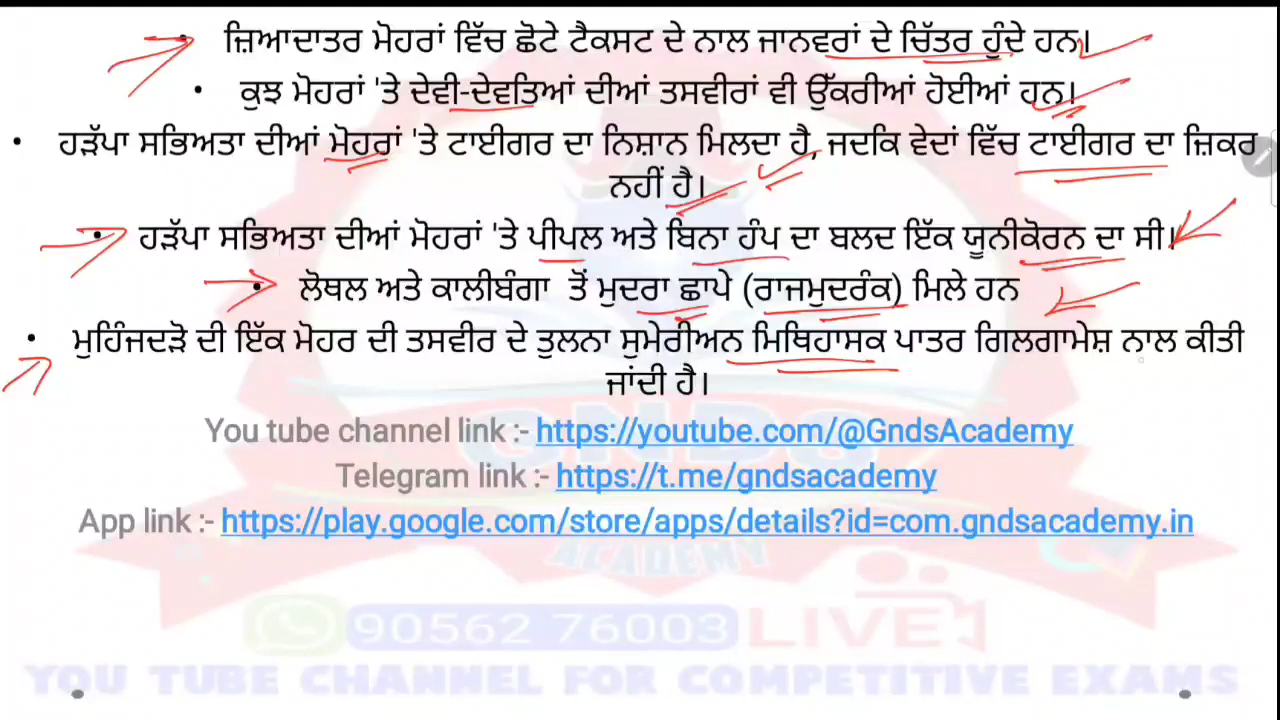 • ਜ਼ਿਆਦਾਤਰ ਮੋਹਰਾਂ ਵਿੱਚ ਛੋਟੇ ਟੈਕਸਟ ਦੇ ਨਾਲ ਜਾਨਵਰਾਂ ਦੇ ਚਿੱਤਰ ਹੁੰਦੇ ਹਨ।
• ਕੁਝ ਮੋਹਰਾਂ 'ਤੇ ਦੇਵੀ-ਦੇਵਤਿਆਂ ਦੀਆਂ ਤਸਵੀਰਾਂ ਵੀ ਉੱਕਰੀਆਂ ਹੋਈਆਂ ਹਨ।
• ਹੜੱਪਾ ਸਭਿਅਤਾ ਦੀਆਂ ਮੋਹਰਾਂ 'ਤੇ ਟਾਈਗਰ ਦਾ ਨਿਸ਼ਾਨ ਮਿਲਦਾ ਹੈ, ਜਦਕਿ ਵੇਦਾਂ ਵਿੱਚ ਟਾਈਗਰ ਦਾ ਜ਼ਿਕਰ
ਨਹੀਂ ਹੈ।
• ਹੜੱਪਾ ਸਭਿਅਤਾ ਦੀਆਂ ਮੋਹਰਾਂ 'ਤੇ ਪੀਪਲ ਅਤੇ ਬਿਨਾ ਹੰਪ ਦਾ ਬਲਦ ਇੱਕ ਯੂਨੀਕੋਰਨ ਦਾ ਸੀ।
• ਲੋਥਲ ਅਤੇ ਕਾਲੀਬੰਗਾ ਤੋਂ ਮੁਦਰਾ ਛਾਪੇ (ਰਾਜਮੁਦਰੰਕ) ਮਿਲੇ ਹਨ
• ਮੁਹਿੰਜਦੜੋ ਦੀ ਇੱਕ ਮੋਹਰ ਦੀ ਤਸਵੀਰ ਦੇ ਤੁਲਨਾ ਸੁਮੇਰੀਅਨ ਮਿਥਿਹਾਸਕ ਪਾਤਰ ਗਿਲਗਾਮੇਸ਼ ਨਾਲ ਕੀਤੀ
ਜਾਂਦੀ ਹੈ।
You tube channel link :- https://youtube.com/@GndsAcademy
Telegram link :- https://t.me/gndsacademy
App link :- https://play.google.com/store/apps/details?id=com.gndsacademy.in
GNDS
ACADEMY
90562 76003 LIVE
YOU TUBE CHANNEL FOR COMPETITIVE EXAMS